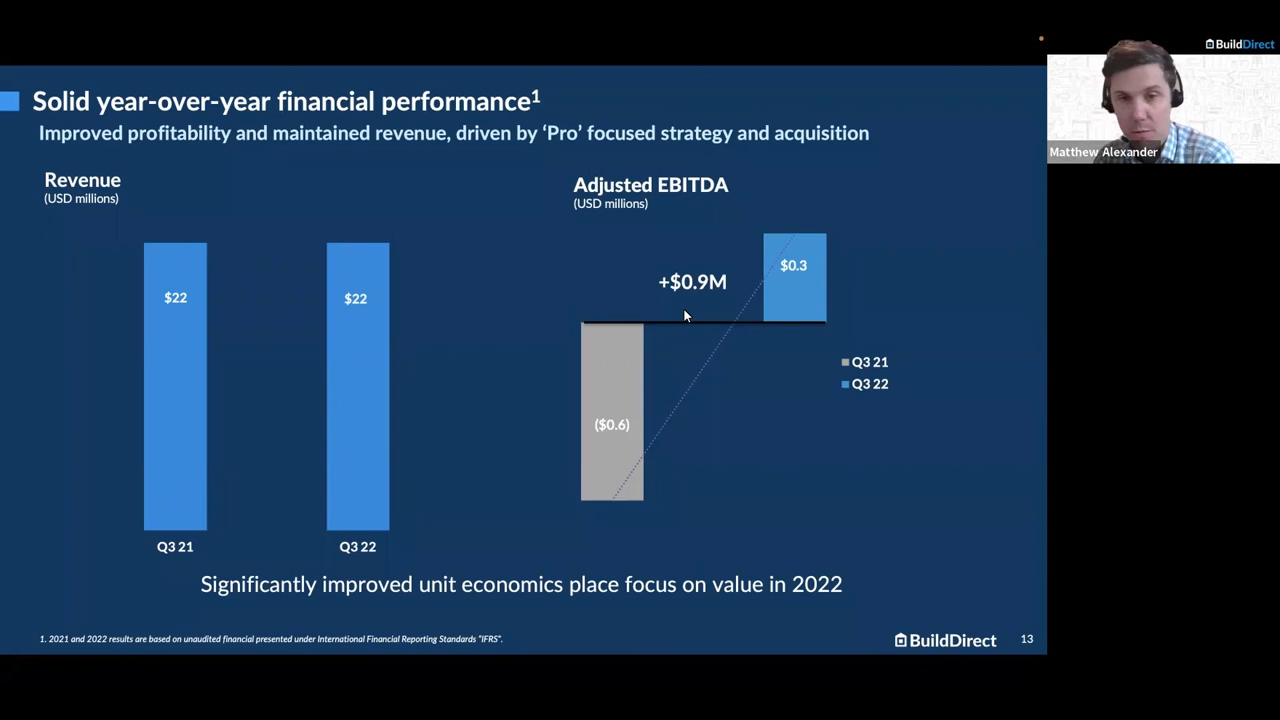 BuildDirect
Matthew Alexander
Solid year-over-year financial performance1
Improved profitability and maintained revenue, driven by ‘Pro’ focused strategy and acquisition
Revenue
(USD millions)
$22
$22
Q3 21
Q3 22
Adjusted EBITDA
(USD millions)
+$0.9M
$0.3
($0.6)
Q3 21
Q3 22
Significantly improved unit economics place focus on value in 2022
1. 2021 and 2022 results are based on unaudited financial presented under International Financial Reporting Standards “IFRS”.
BuildDirect
13